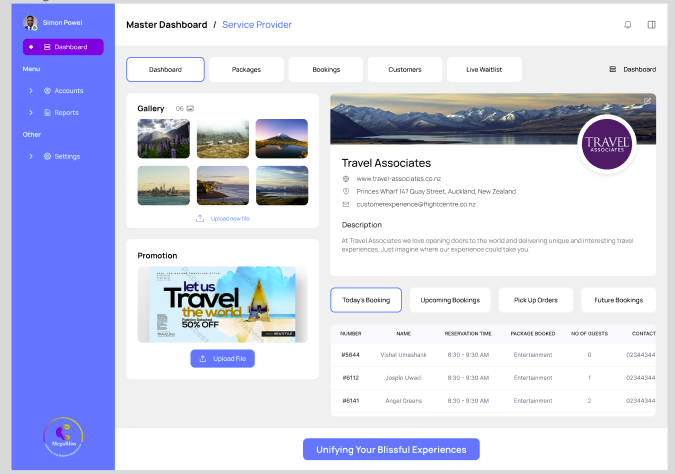 Simon Powel
Master Dashboard / Service Provider
Dashboard
Menu
Accounts
Reports
Other
Settings
Dashboard
Packages
Bookings
Customers
Live Waitlist
Dashboard
Gallery 06
Upload new file
Promotion
let us
Travel
the world
50% OFF
Upload File
TRAVEL
ASSOCIATES
Travel Associates
www.travel-associates.co.nz
Princes Wharf 147 Quay Street, Auckland, New Zealand
customerexperience@flightcentre.co.nz
Description
At Travel Associates we love opening doors to the world and delivering unique and interesting travel
experiences. Just imagine where our experience could take you.
Today's Booking
Upcoming Bookings
Pick Up Orders
Future Bookings
NUMBER NAME RESERVATION TIME PACKAGE BOOKED NO OF GUESTS CONTACT
#5644 Vishal Umashank 8:30 - 9:30 AM Entertainment 0 02344344
#6112 Jospin Uwaci 8:30 - 9:30 AM Entertainment 1 02344344
#6141 Angel Greens 8:30 - 9:30 AM Entertainment 2 02344344
MegaBliss
Unifying Your Blissful Experiences